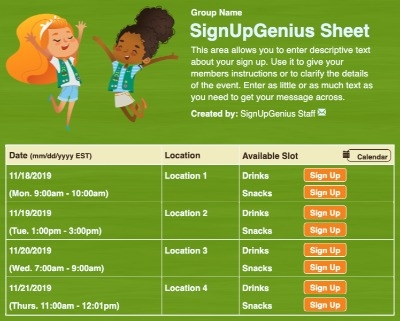 Group Name
SignUpGenius Sheet
This area allows you to enter descriptive text
about your sign up. Use it to give your
members instructions or to clarify the details
of the event. Enter as little or as much text as
you need to get your message across.
Created by: SignUpGenius Staff
Date (mm/dd/yyyy EST) Location Available Slot Calendar
11/18/2019 Location 1 Drinks Sign Up
(Mon. 9:00am - 10:00am) Snacks Sign Up
11/19/2019 Location 2 Drinks Sign Up
(Tue. 1:00pm - 3:00pm) Snacks Sign Up
11/20/2019 Location 3 Drinks Sign Up
(Wed. 7:00am - 9:00am) Snacks Sign Up
11/21/2019 Location 4 Drinks Sign Up
(Thurs. 11:00am - 12:01pm) Snacks Sign Up